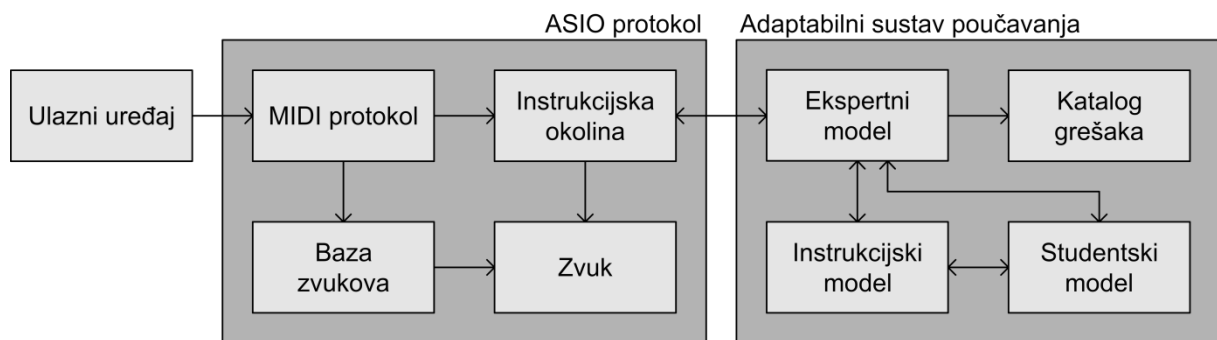 ASIO protokol
Adaptabilni sustav poučavanja
Ulazni uređaj
MIDI protokol
Instrukcijska
okolina
Ekspertni
model
Katalog
grešaka
Baza
zvukova
Zvuk
Instrukcijski
model
Studentski
model